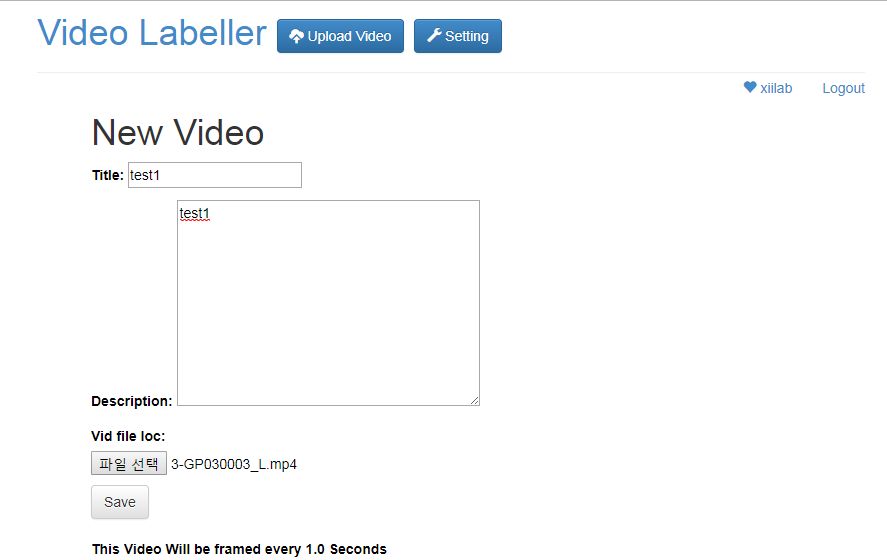 Video Labeller Upload Video Setting
xiilab Logout
New Video
Title: test1
test1
Description:
Vid file loc:
파일 선택 3-GP030003_L.mp4
Save
This Video Will be framed every 1.0 Seconds